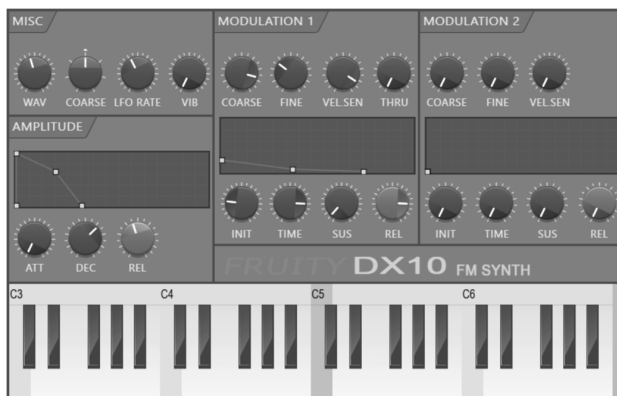 MISC
MODULATION 1
MODULATION 2
WAV COARSE LFO RATE VIB
COARSE FINE VEL.SEN THRU
COARSE FINE VEL.SEN
AMPLITUDE
INIT TIME SUS REL
INIT TIME SUS REL
ATT DEC REL
FRUITY DX10 FM SYNTH
C3 C4 C5 C6